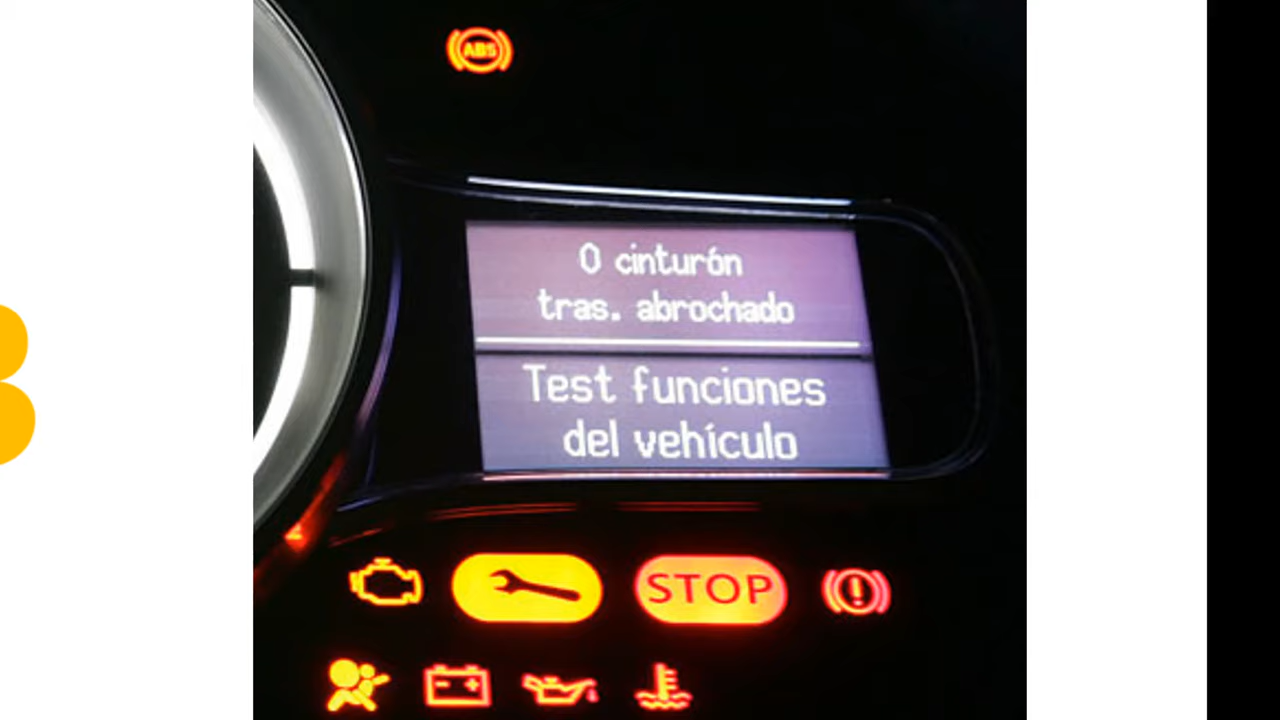 ABS
0 cinturón
tras. abrochado
Test funciones
del vehículo
STOP